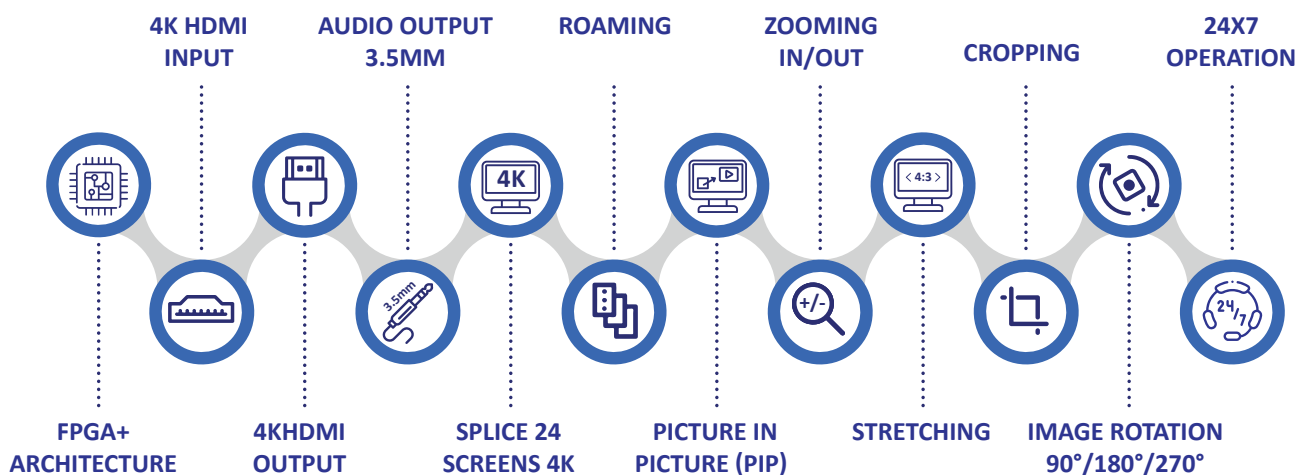 4K HDMI
INPUT
AUDIO OUTPUT
3.5MM
ROAMING
ZOOMING
IN/OUT
CROPPING
24X7
OPERATION
4K
< 4:3 >
3.5mm
+/-
24/7
FPGA+
ARCHITECTURE
4KHDMI
OUTPUT
SPLICE 24
SCREENS 4K
PICTURE IN
PICTURE (PIP)
STRETCHING
IMAGE ROTATION
90°/180°/270°